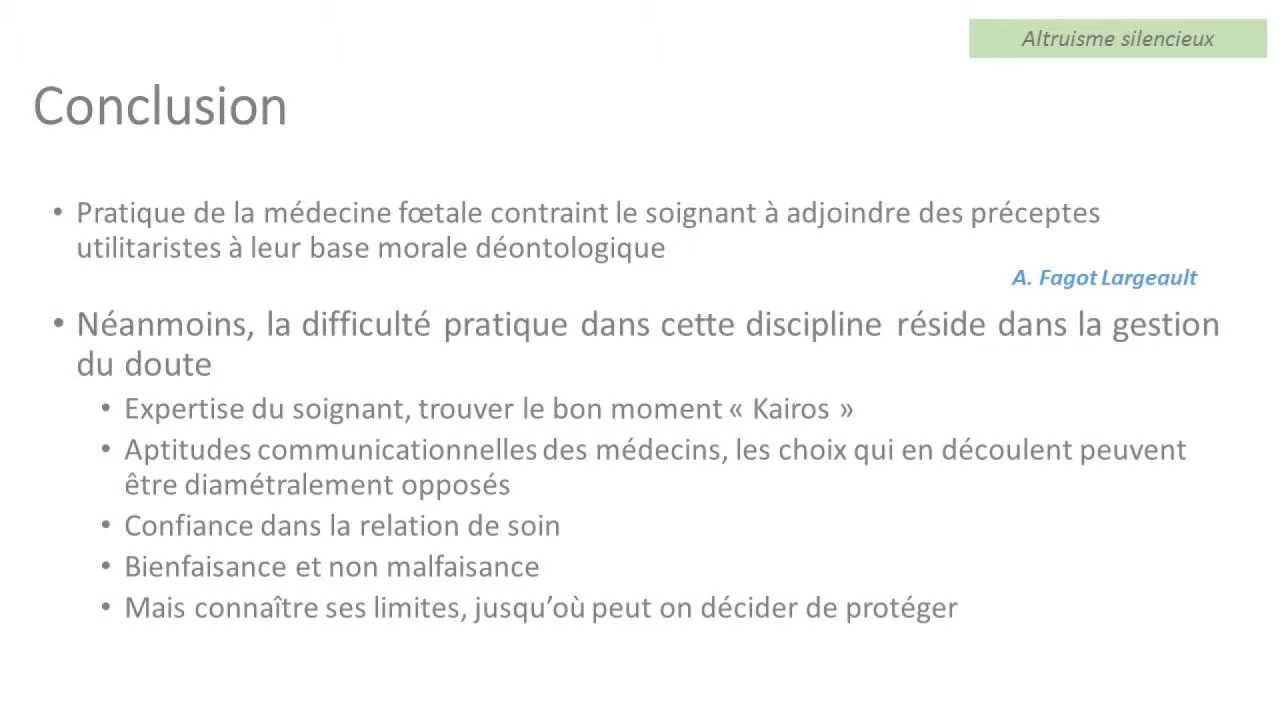 Altruisme silencieux
Conclusion
• Pratique de la médecine fœtale contraint le soignant à adjoindre des préceptes
utilitaristes à leur base morale déontologique
A. Fagot Largeault
• Néanmoins, la difficulté pratique dans cette discipline réside dans la gestion
du doute
• Expertise du soignant, trouver le bon moment « Kairos »
• Aptitudes communicationnelles des médecins, les choix qui en découlent peuvent
être diamétralement opposés
• Confiance dans la relation de soin
• Bienfaisance et non malfaisance
• Mais connaître ses limites, jusqu’où peut on décider de protéger